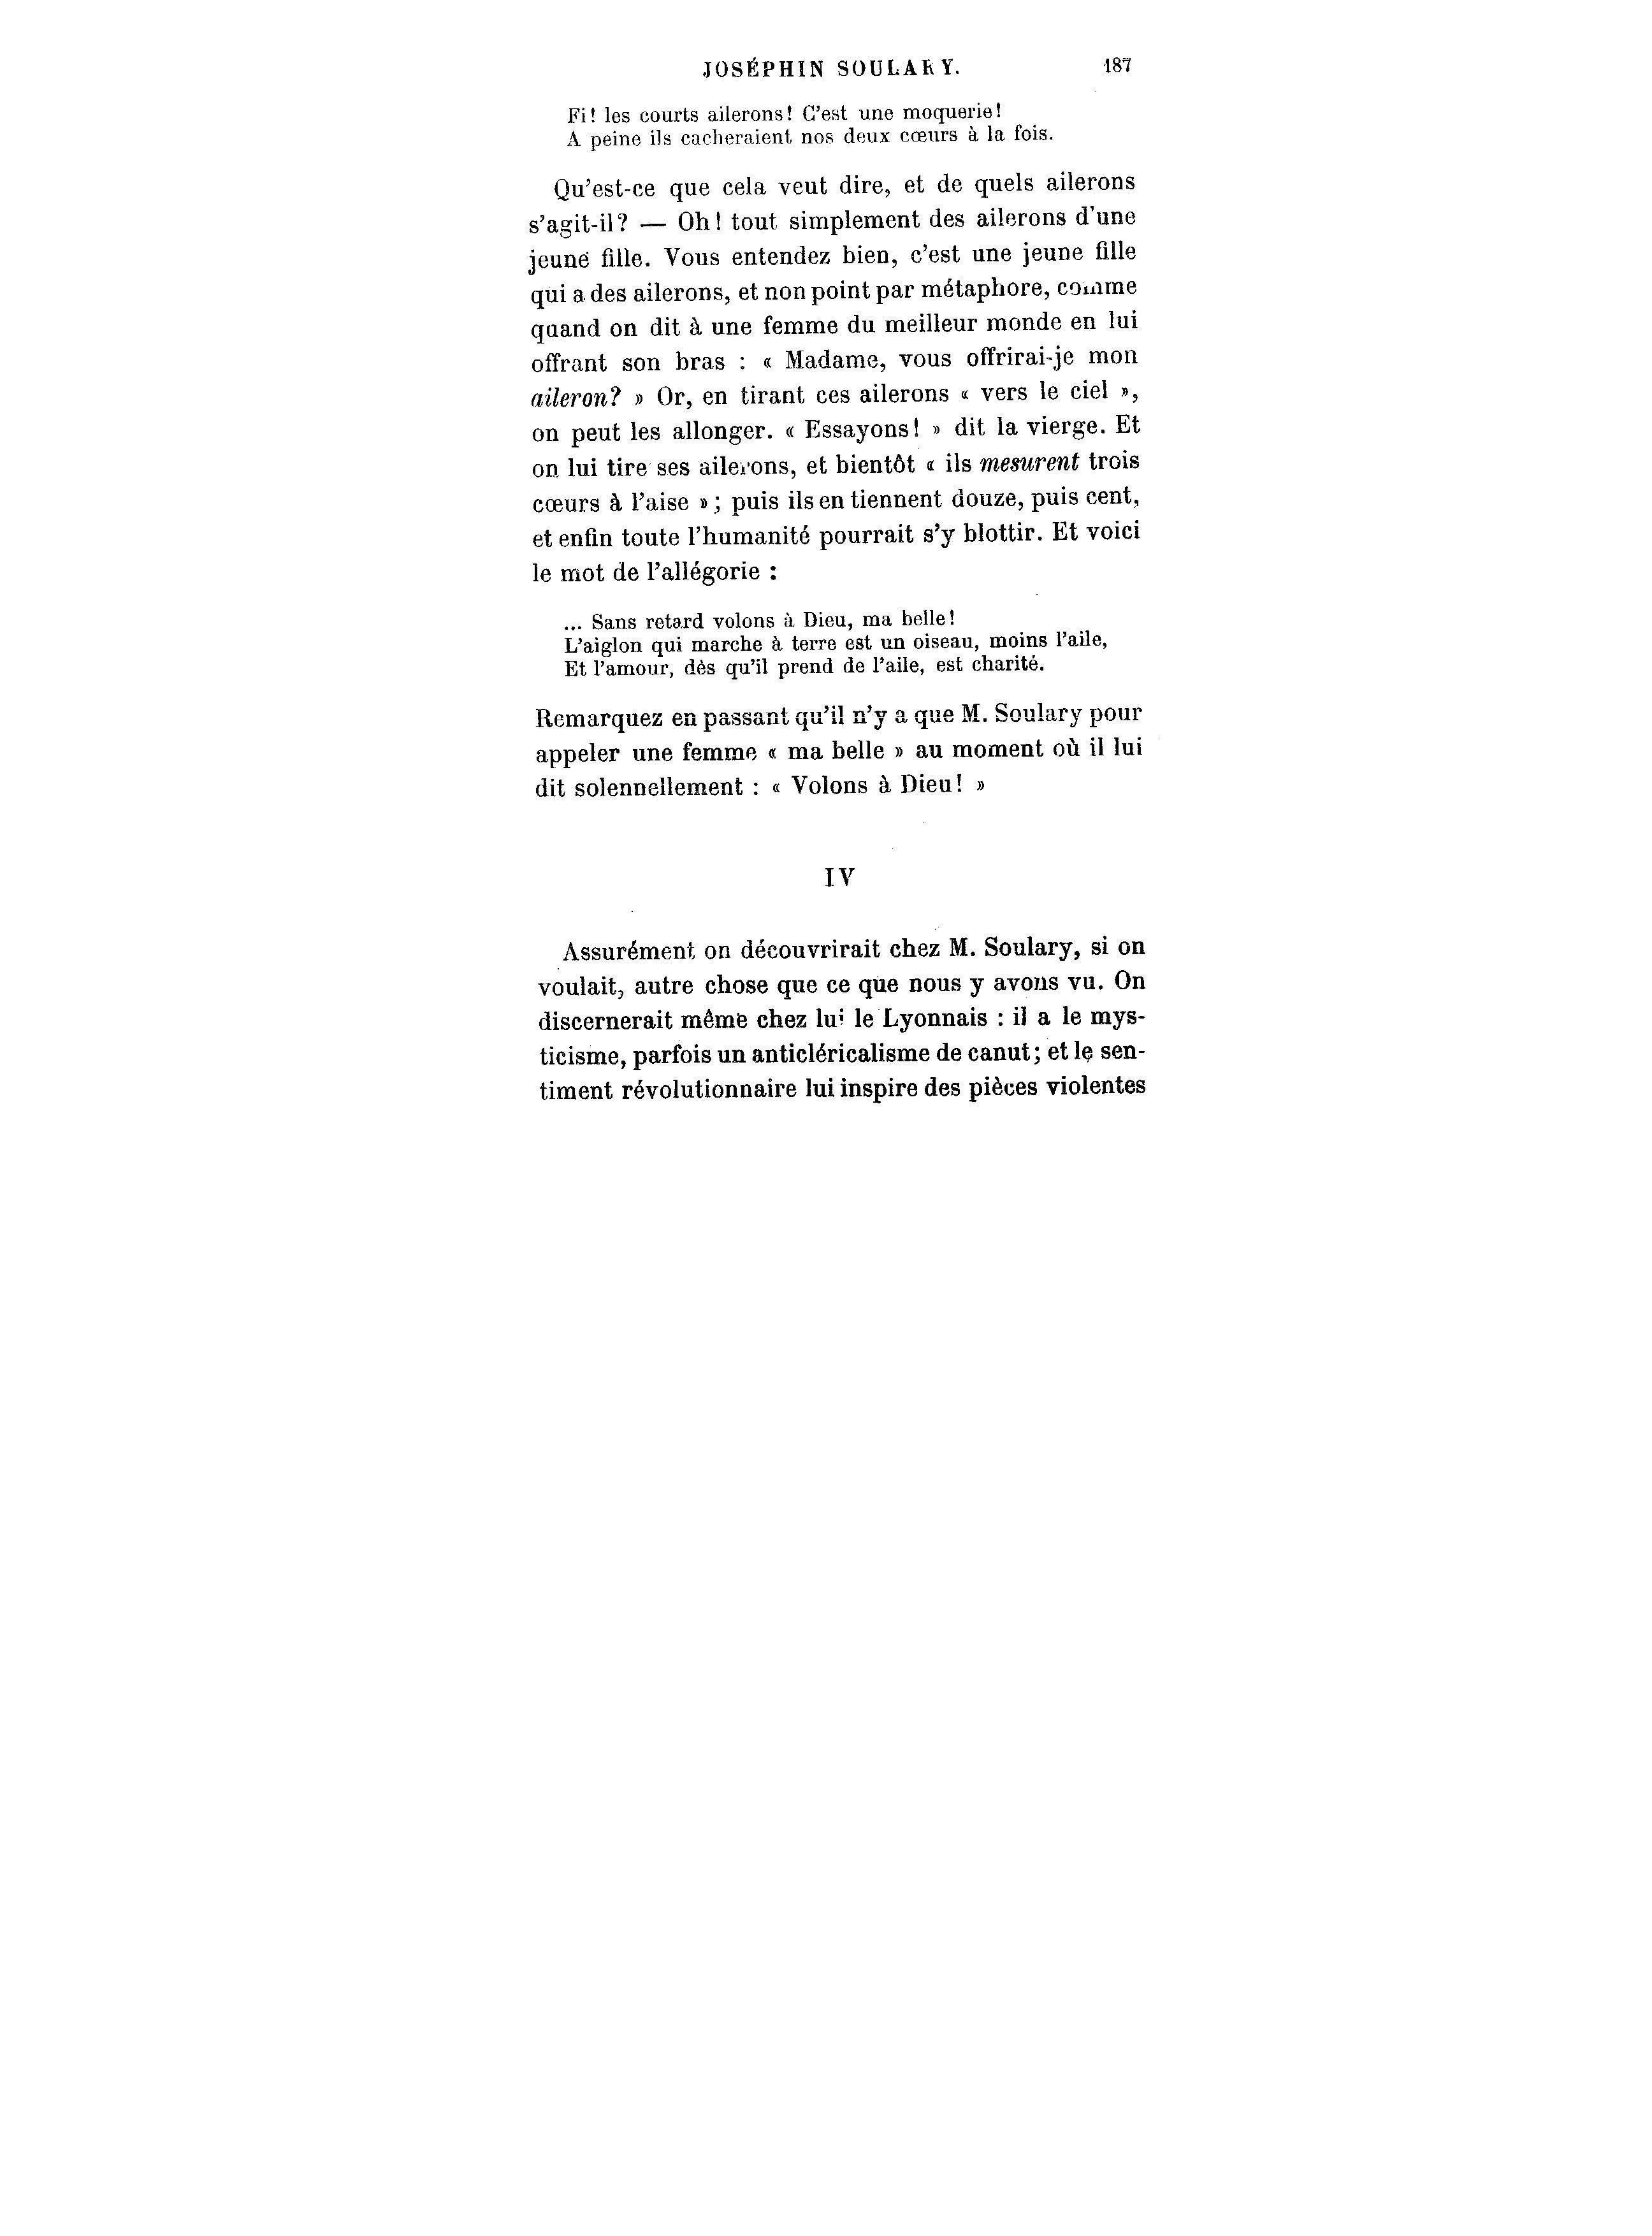 JOSÉPHIN SOULARY. 187
Fi! les courts ailerons! C'est une moquerie!
A peine ils cacheraient nos deux cœurs à la fois.
Qu'est-ce que cela veut dire, et de quels ailerons
s'agit-il? — Oh! tout simplement des ailerons d'une
jeune fille. Vous entendez bien, c'est une jeune fille
qui a des ailerons, et non point par métaphore, comme
quand on dit à une femme du meilleur monde en lui
offrant son bras : « Madame, vous offrirai-je mon
aileron? » Or, en tirant ces ailerons « vers le ciel »,
on peut les allonger. « Essayons! » dit la vierge. Et
on lui tire ses ailerons, et bientôt « ils mesurent trois
cœurs à l'aise »; puis ils en tiennent douze, puis cent,
et enfin toute l'humanité pourrait s'y blottir. Et voici
le mot de l'allégorie :
... Sans retard volons à Dieu, ma belle!
L'aiglon qui marche à terre est un oiseau, moins l'aile,
Et l'amour, dès qu'il prend de l'aile, est charité.
Remarquez en passant qu'il n'y a que M. Soulary pour
appeler une femme « ma belle » au moment où il lui
dit solennellement : « Volons à Dieu! »
IV
Assurément on découvrirait chez M. Soulary, si on
voulait, autre chose que ce que nous y avons vu. On
discernerait même chez lui le Lyonnais : il a le mys-
ticisme, parfois un anticléricalisme de canut; et le sen-
timent révolutionnaire lui inspire des pièces violentes